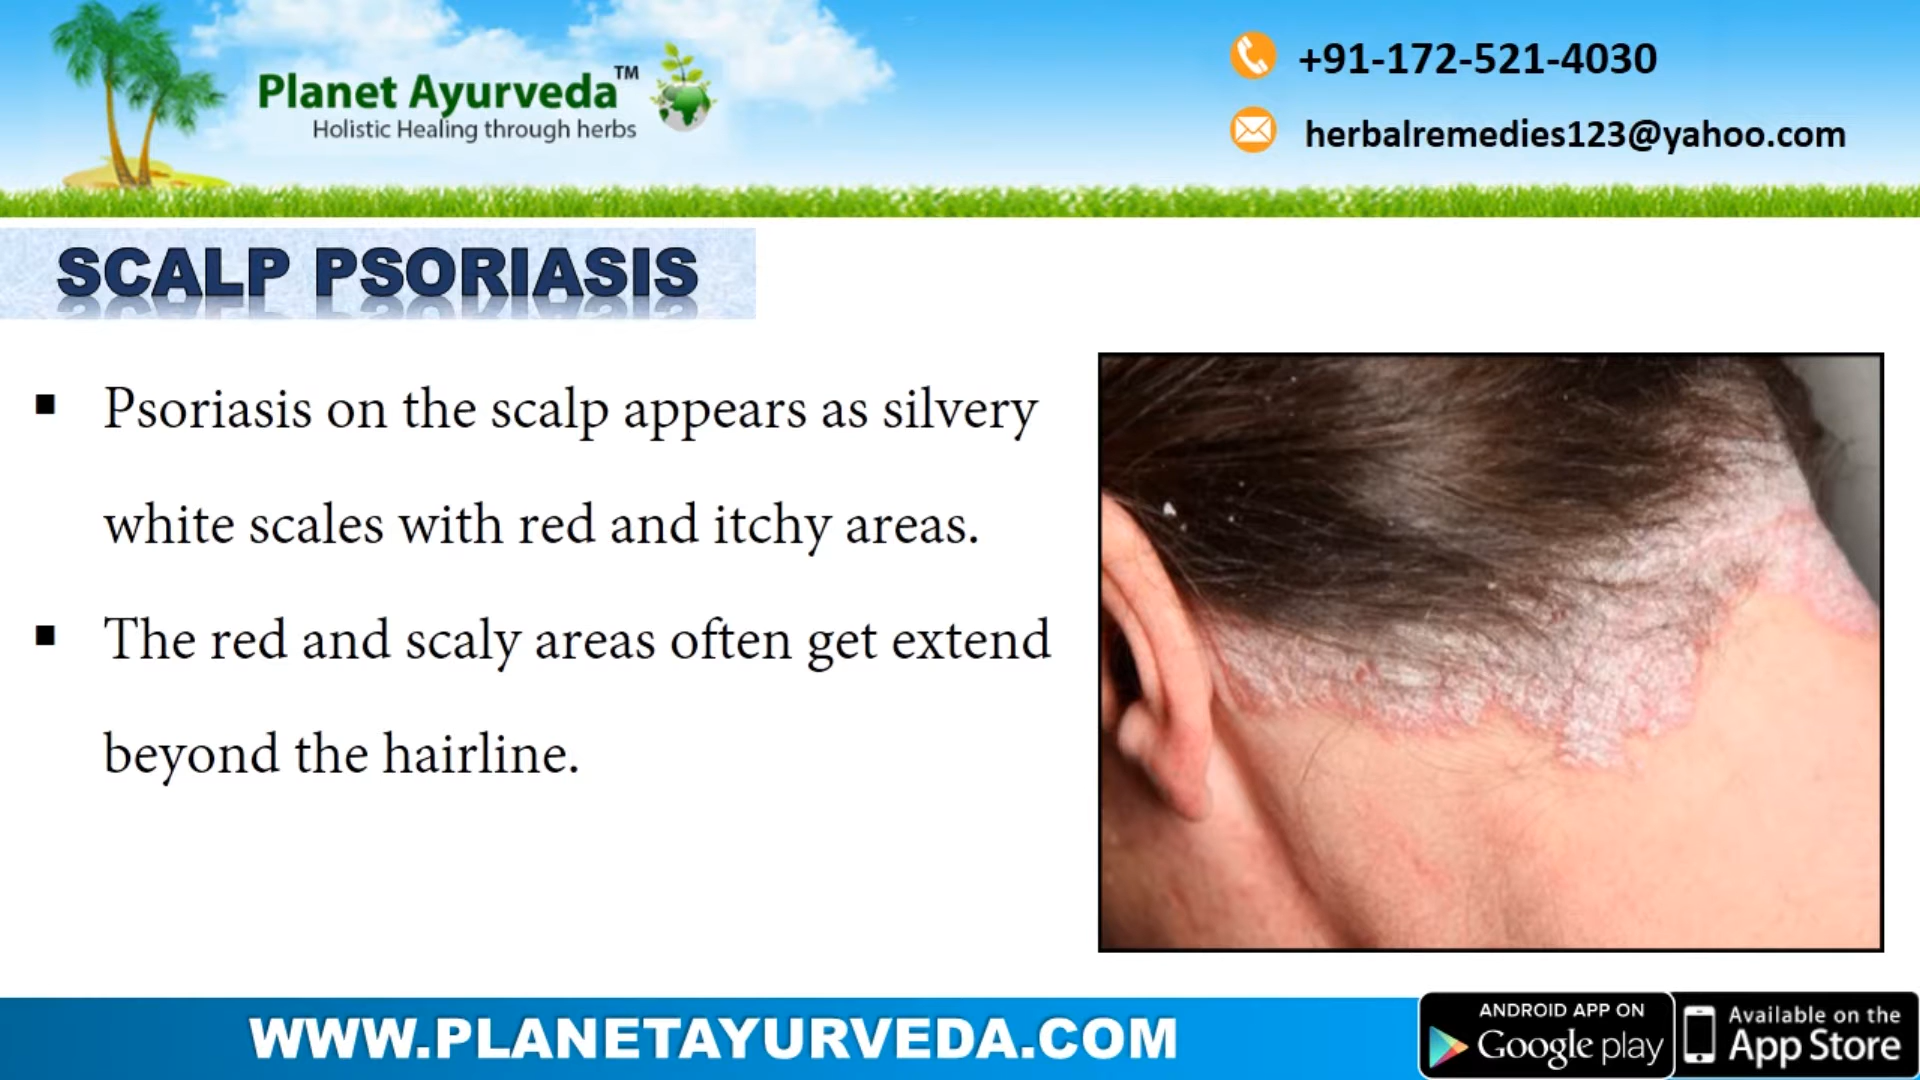 Planet Ayurveda™
Holistic Healing through herbs
+91-172-521-4030
herbalremedies123@yahoo.com
SCALP PSORIASIS
▪ Psoriasis on the scalp appears as silvery
white scales with red and itchy areas.
▪ The red and scaly areas often get extend
beyond the hairline.
WWW.PLANETAYURVEDA.COM
ANDROID APP ON
Google play
Available on the
App Store